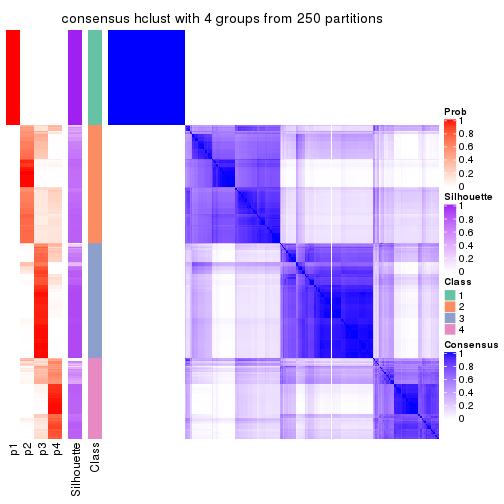 consensus hclust with 4 groups from 250 partitions
Prob
1
0.8
0.6
0.4
0.2
0
Silhouette
1
0.8
0.6
0.4
0.2
0
Class
1
2
3
4
Consensus
1
0.8
0.6
0.4
0.2
0
p1
p2
p3
p4
Silhouette
Class